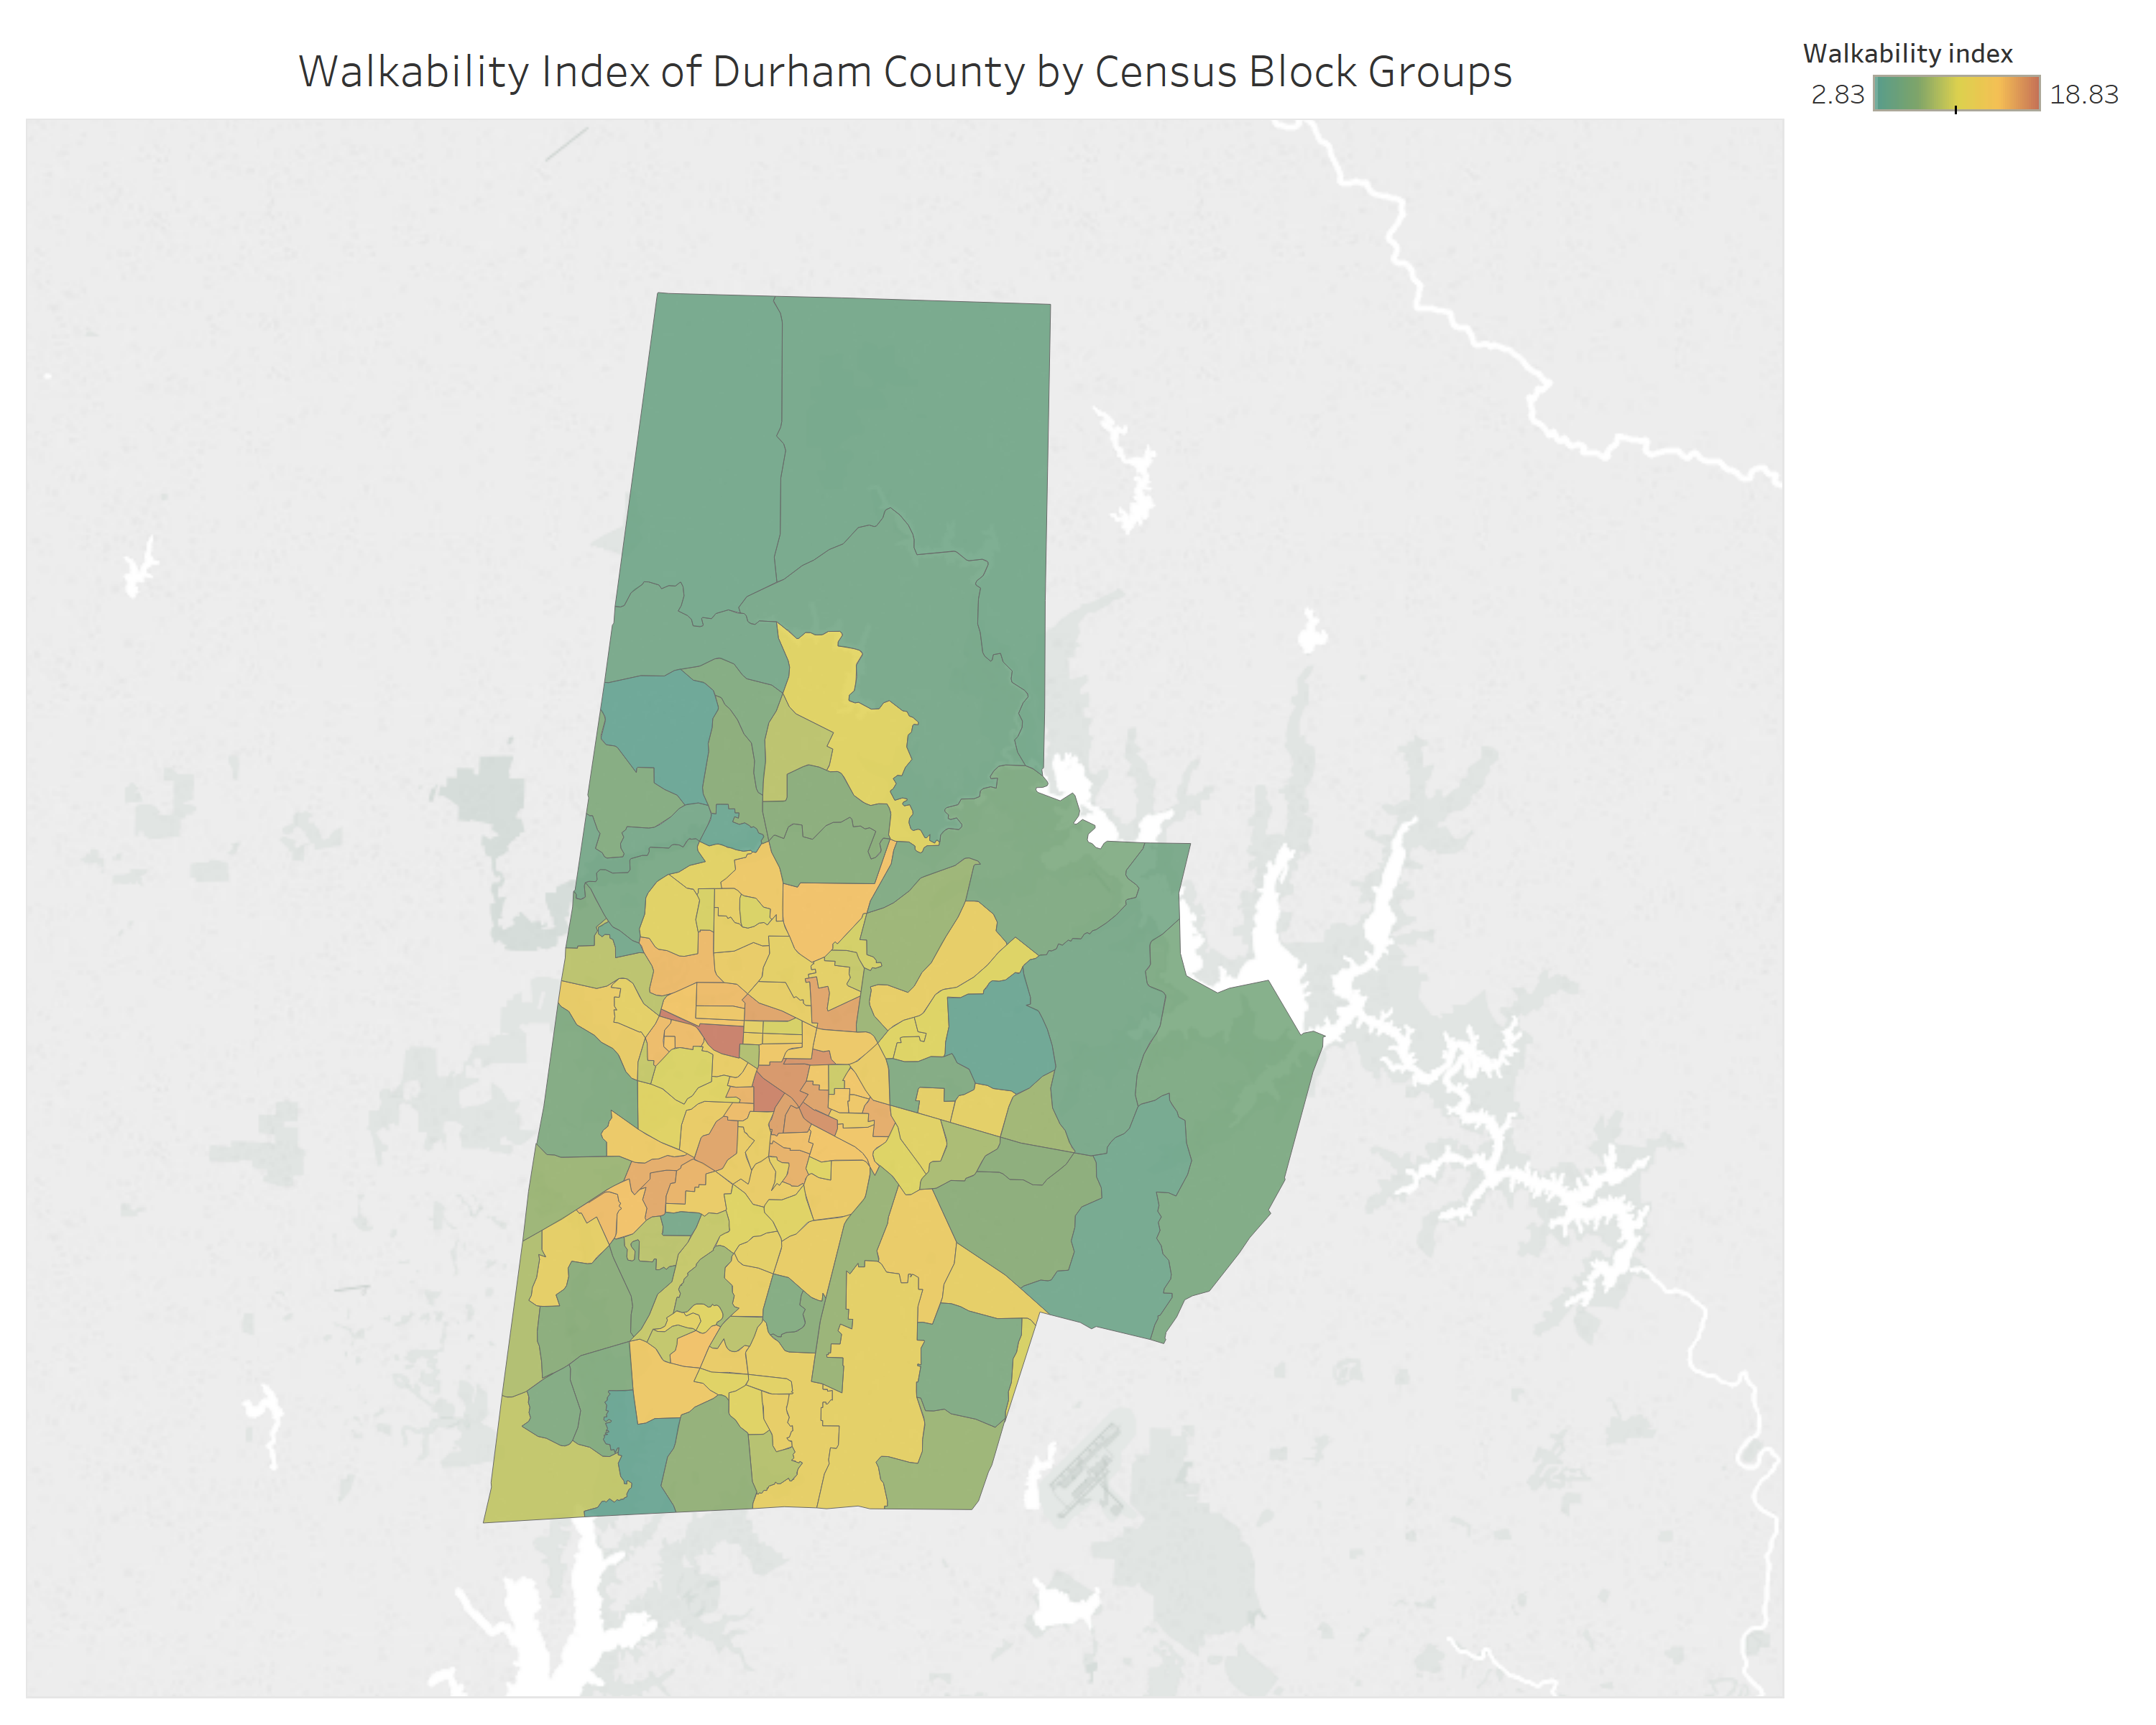 Walkability Index of Durham County by Census Block Groups
Walkability index
2.83 18.83